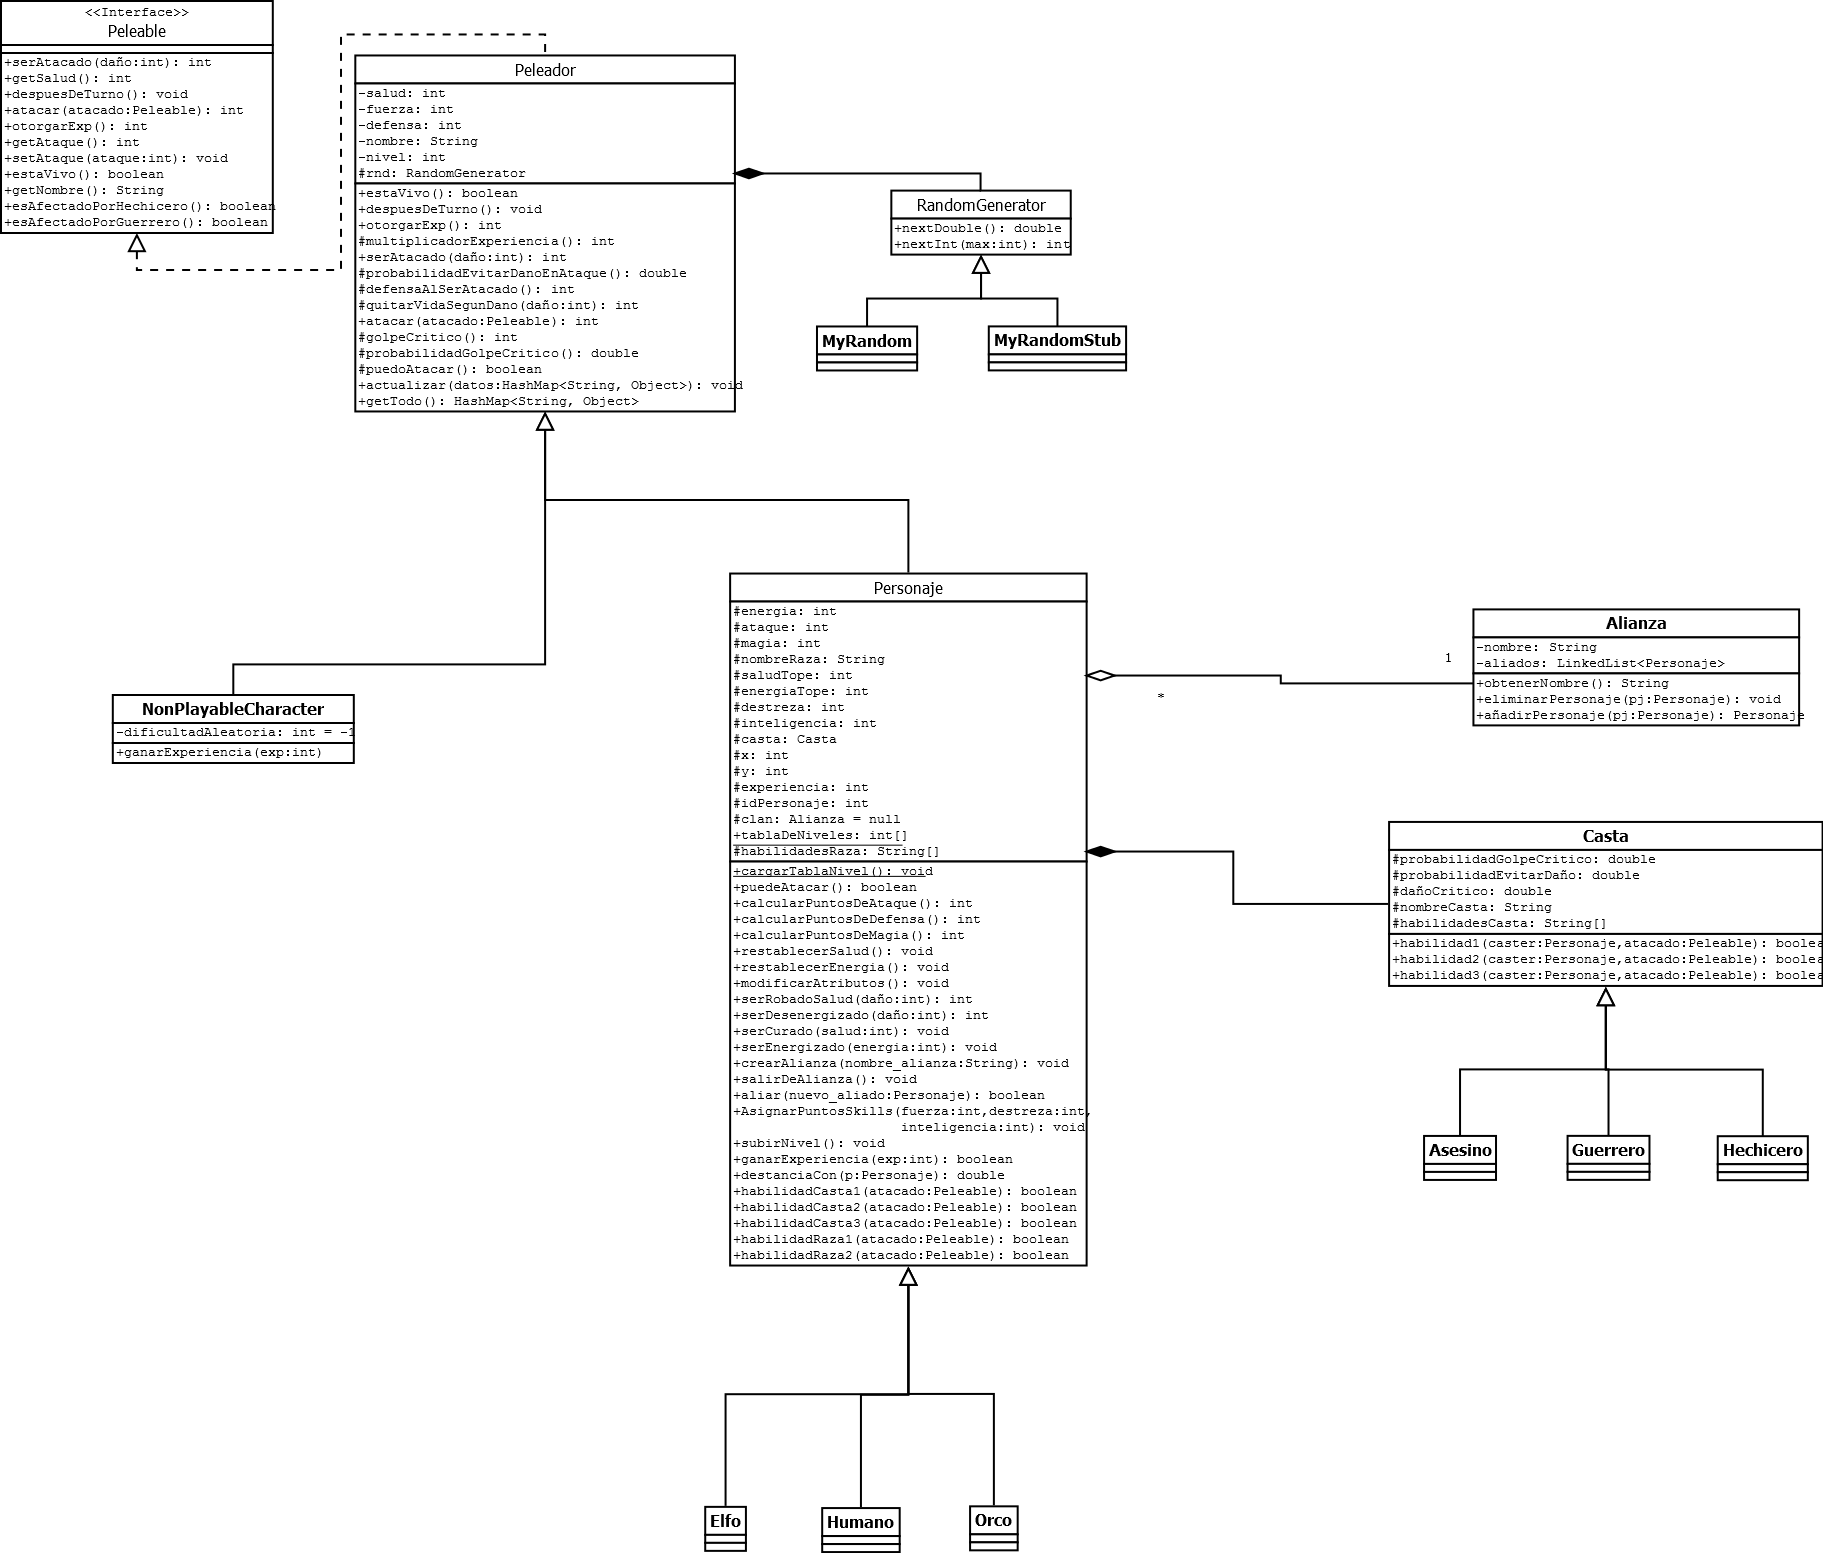 <<Interface>>
Peleable
+serAtacado(daño:int): int
+getSalud(): int
+despuesDeTurno(): void
+atacar(atacado:Peleable): int
+otorgarExp(): int
+getAtaque(): int
+setAtaque(ataque:int): void
+estaVivo(): boolean
+getNombre(): String
+esAfectadoPorHechicero(): boolean
+esAfectadoPorGuerrero(): boolean
Peleador
-salud: int
-fuerza: int
-defensa: int
-nombre: String
-nivel: int
#rnd: RandomGenerator
+estaVivo(): boolean
+despuesDeTurno(): void
+otorgarExp(): int
#multiplicadorExperiencia(): int
+serAtacado(daño:int): int
#probabilidadEvitarDanoEnAtaque(): double
#defensaAlSerAtacado(): int
#quitarVidaSegunDano(daño:int): int
+atacar(atacado:Peleable): int
#golpeCritico(): int
#probabilidadGolpeCritico(): double
#puedoAtacar(): boolean
+actualizar(datos:HashMap<String, Object>): void
+getTodo(): HashMap<String, Object>
RandomGenerator
+nextDouble(): double
+nextInt(max:int): int
MyRandom
MyRandomStub
NonPlayableCharacter
-dificultadAleatoria: int = -1
+ganarExperiencia(exp:int)
Personaje
#energia: int
#ataque: int
#magia: int
#nombreRaza: String
#saludTope: int
#energiaTope: int
#destreza: int
#inteligencia: int
#casta: Casta
#x: int
#y: int
#experiencia: int
#idPersonaje: int
#clan: Alianza = null
+tablaDeNiveles: int[]
#habilidadesRaza: String[]
+cargarTablaNivel(): void
+puedeAtacar(): boolean
+calcularPuntosDeAtaque(): int
+calcularPuntosDeDefensa(): int
+calcularPuntosDeMagia(): int
+restablecerSalud(): void
+restablecerEnergia(): void
+modificarAtributos(): void
+serRobadoSalud(daño:int): int
+serDesenergizado(daño:int): int
+serCurado(salud:int): void
+serEnergizado(energia:int): void
+crearAlianza(nombre_alianza:String): void
+salirDeAlianza(): void
+aliar(nuevo_aliado:Personaje): boolean
+AsignarPuntosSkills(fuerza:int,destreza:int,
inteligencia:int): void
+subirNivel(): void
+ganarExperiencia(exp:int): boolean
+destanciaCon(p:Personaje): double
+habilidadCasta1(atacado:Peleable): boolean
+habilidadCasta2(atacado:Peleable): boolean
+habilidadCasta3(atacado:Peleable): boolean
+habilidadRaza1(atacado:Peleable): boolean
+habilidadRaza2(atacado:Peleable): boolean
1
*
Alianza
-nombre: String
-aliados: LinkedList<Personaje>
+obtenerNombre(): String
+eliminarPersonaje(pj:Personaje): void
+añadirPersonaje(pj:Personaje): Personaje
Casta
#probabilidadGolpeCritico: double
#probabilidadEvitarDaño: double
#dañoCritico: double
#nombreCasta: String
#habilidadesCasta: String[]
+habilidad1(caster:Personaje,atacado:Peleable): boolea
+habilidad2(caster:Personaje,atacado:Peleable): boolea
+habilidad3(caster:Personaje,atacado:Peleable): boolea
Asesino
Guerrero
Hechicero
Elfo
Humano
Orco